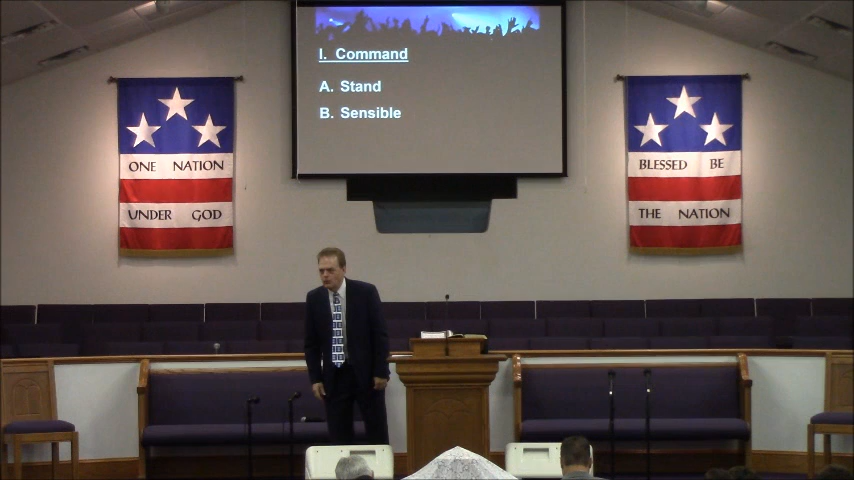 I. Command
A. Stand
B. Sensible
ONE NATION
UNDER GOD
BLESSED BE
THE NATION